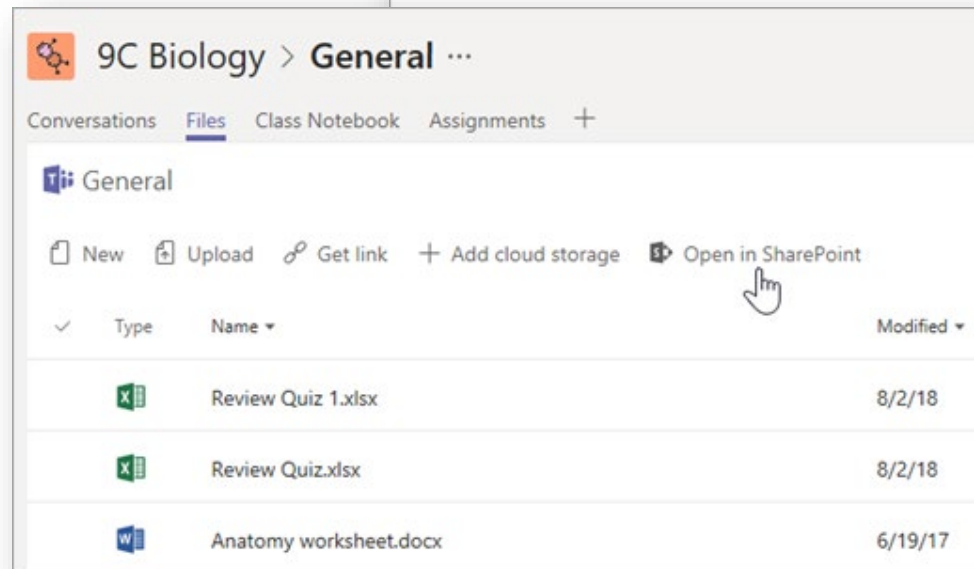 9C Biology > General ...
Conversations Files Class Notebook Assignments +
General
New Upload Get link + Add cloud storage Open in SharePoint
Type Name Modified
Review Quiz 1.xlsx 8/2/18
Review Quiz.xlsx 8/2/18
Anatomy worksheet.docx 6/19/17